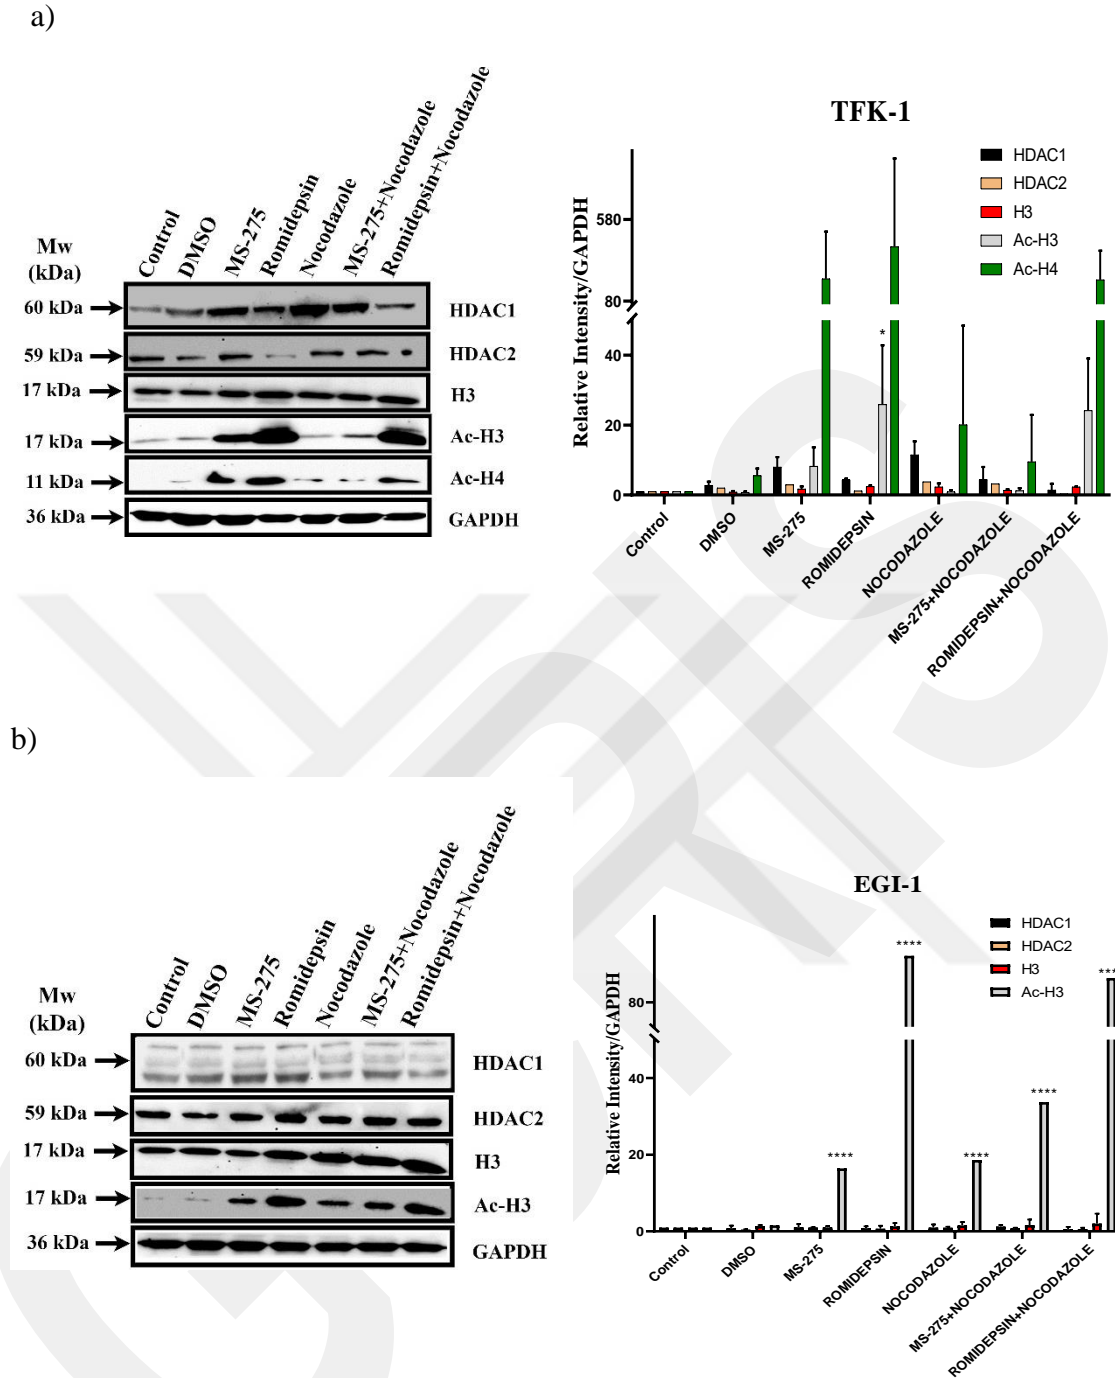 a)
Control
DMSO
MS-275
Romidepsin
Nocodazole
MS-275+Nocodazole
Romidepsin+Nocodazole
Mw
(kDa)
60 kDa
HDAC1
59 kDa
HDAC2
17 kDa
H3
17 kDa
Ac-H3
11 kDa
Ac-H4
36 kDa
GAPDH
TFK-1
HDAC1
HDAC2
H3
Ac-H3
Ac-H4
Relative Intensity/GAPDH
580
80
40
20
0
*
Control
DMSO
MS-275
ROMIDEPSIN
NOCODAZOLE
MS-275+NOCODAZOLE
ROMIDEPSIN+NOCODAZOLE
b)
Control
DMSO
MS-275
Romidepsin
Nocodazole
MS-275+Nocodazole
Romidepsin+Nocodazole
Mw
(kDa)
60 kDa
HDAC1
59 kDa
HDAC2
17 kDa
H3
17 kDa
Ac-H3
36 kDa
GAPDH
EGI-1
HDAC1
HDAC2
H3
Ac-H3
Relative Intensity/GAPDH
80
40
20
0
****
****
****
****
***
Control
DMSO
MS-275
ROMIDEPSIN
NOCODAZOLE
MS-275+NOCODAZOLE
ROMIDEPSIN+NOCODAZOLE